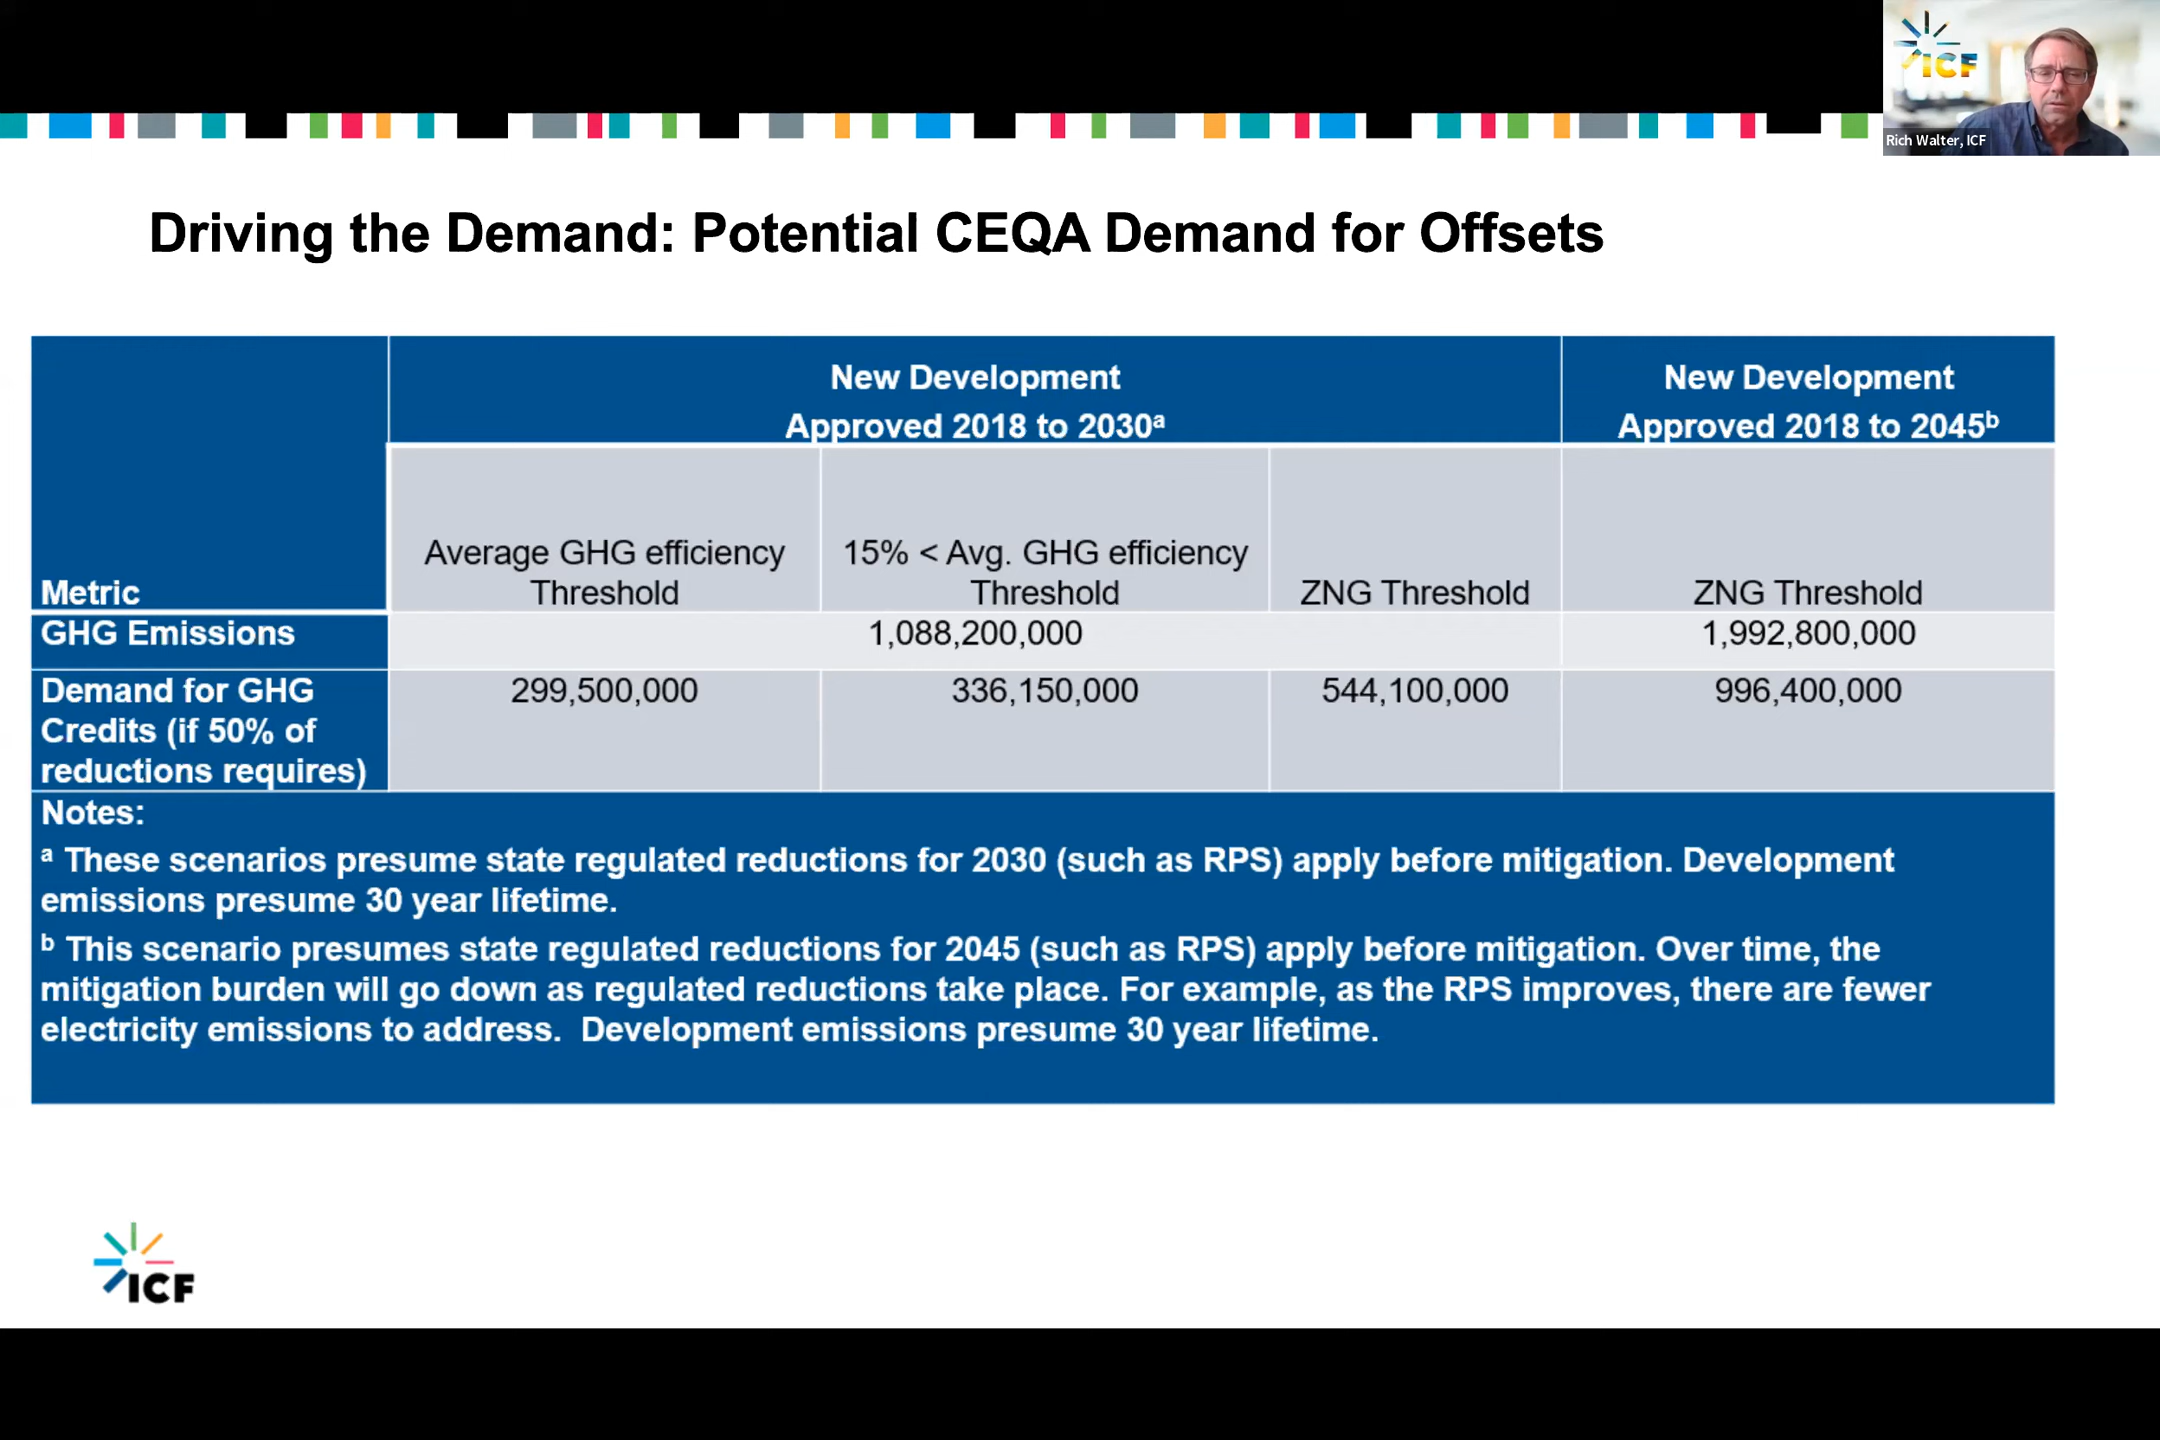 ICF
Rich Walter, ICF
Driving the Demand: Potential CEQA Demand for Offsets
New Development
Approved 2018 to 2030ᵃ
New Development
Approved 2018 to 2045ᵇ
Metric
Average GHG efficiency
Threshold
15% < Avg. GHG efficiency
Threshold
ZNG Threshold
ZNG Threshold
GHG Emissions
1,088,200,000
1,992,800,000
Demand for GHG
Credits (if 50% of
reductions requires)
299,500,000
336,150,000
544,100,000
996,400,000
Notes:
ᵃ These scenarios presume state regulated reductions for 2030 (such as RPS) apply before mitigation. Development
emissions presume 30 year lifetime.
ᵇ This scenario presumes state regulated reductions for 2045 (such as RPS) apply before mitigation. Over time, the
mitigation burden will go down as regulated reductions take place. For example, as the RPS improves, there are fewer
electricity emissions to address. Development emissions presume 30 year lifetime.
ICF